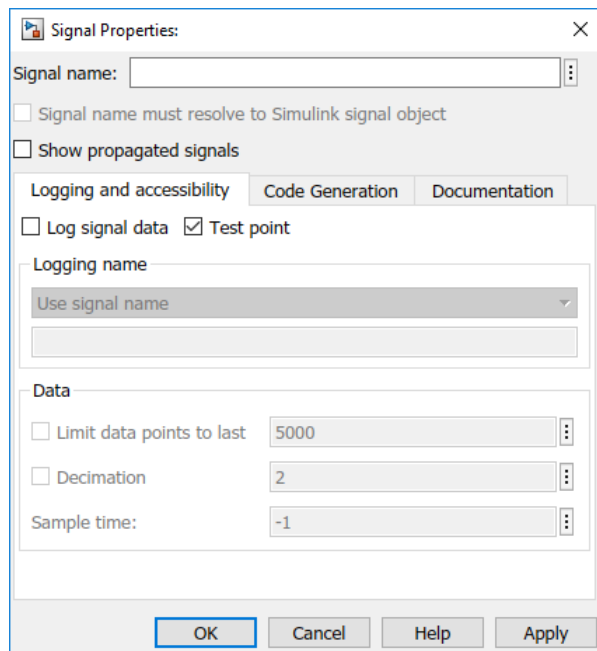 Signal Properties:
Signal name:
Signal name must resolve to Simulink signal object
Show propagated signals
Logging and accessibility Code Generation Documentation
Log signal data Test point
Logging name
Use signal name
Data
Limit data points to last 5000
Decimation 2
Sample time: -1
OK Cancel Help Apply